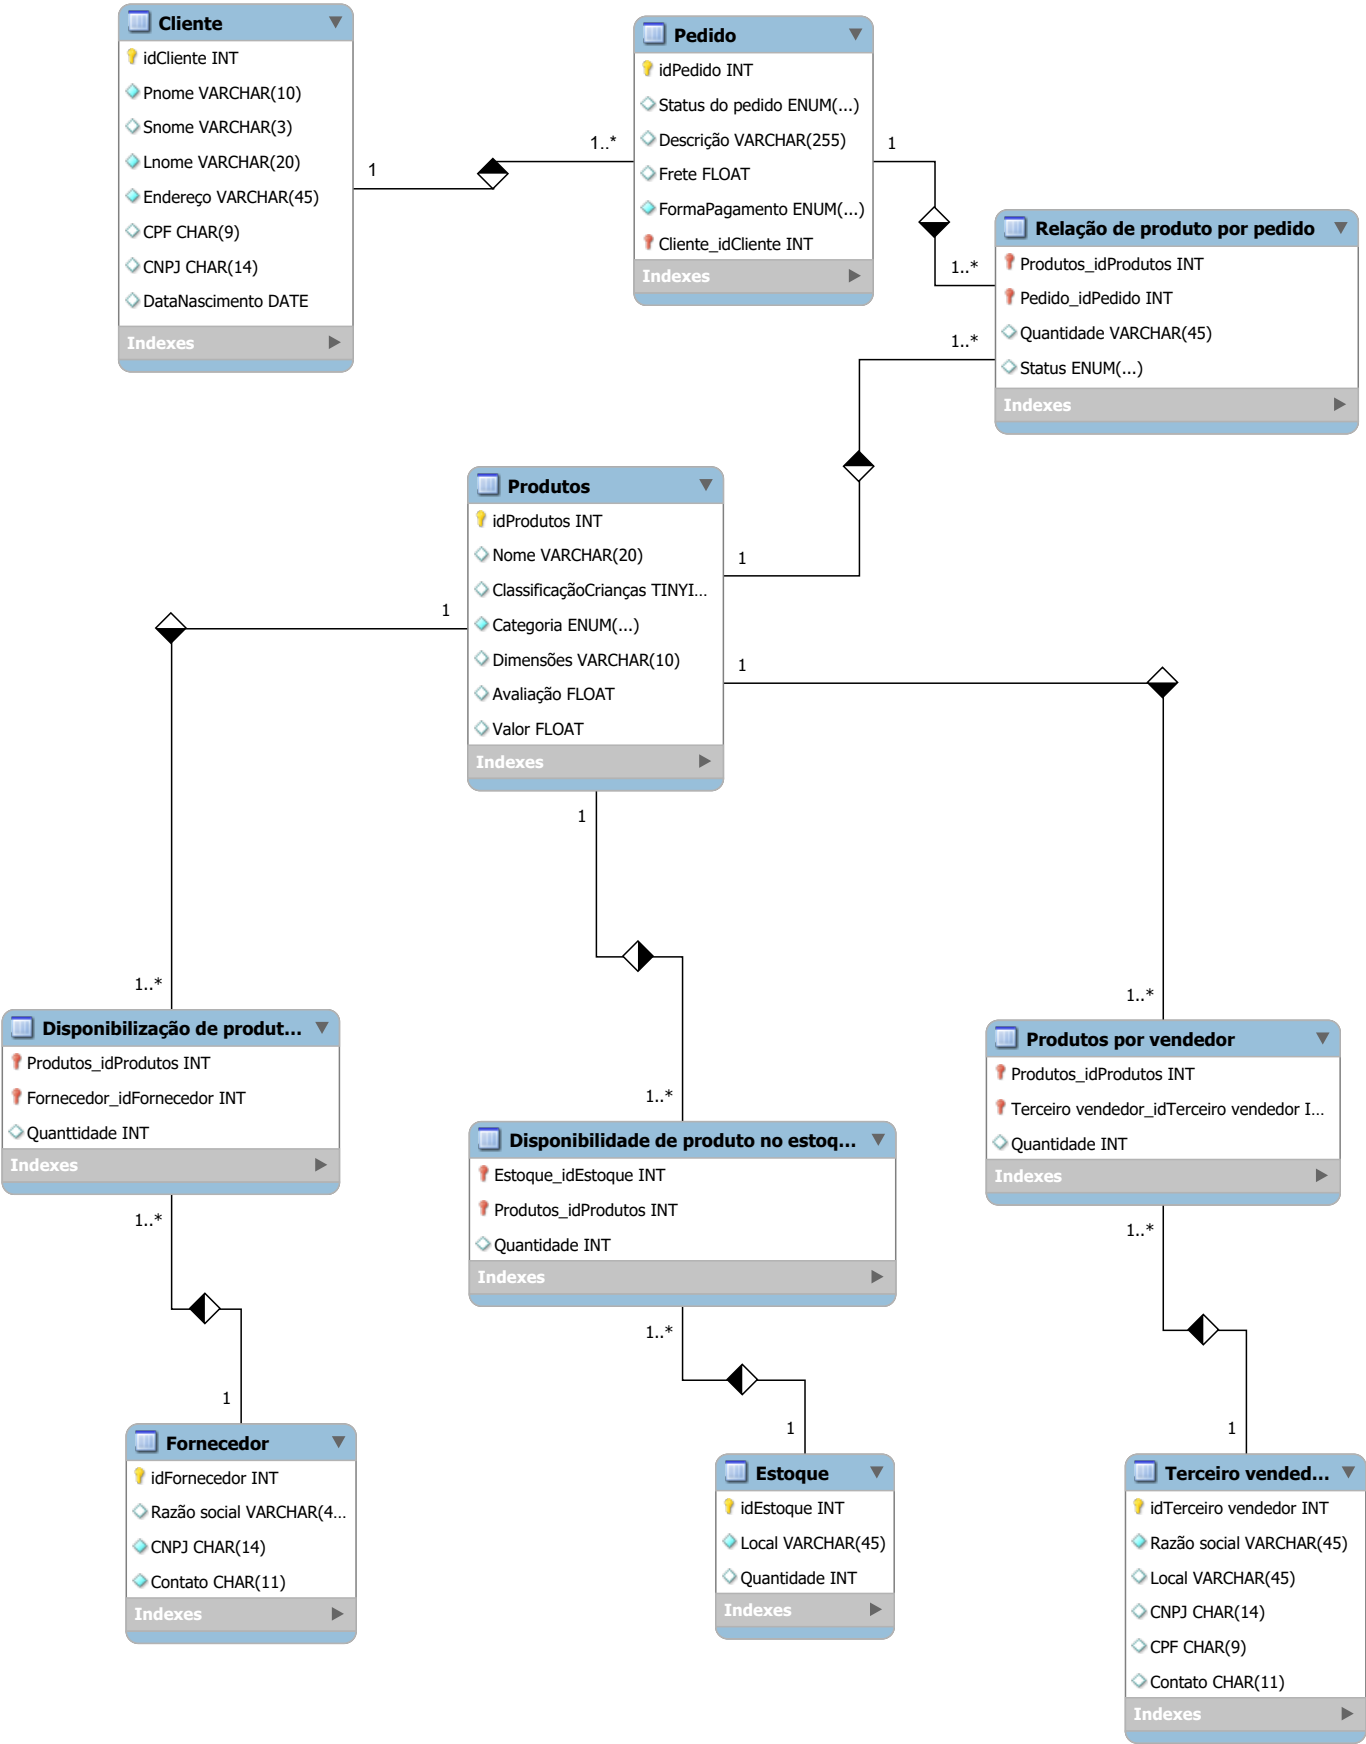 Cliente
idCliente INT
Pnome VARCHAR(10)
Snome VARCHAR(3)
Lnome VARCHAR(20)
Endereço VARCHAR(45)
CPF CHAR(9)
CNPJ CHAR(14)
DataNascimento DATE
Indexes
1
1..*
Pedido
idPedido INT
Status do pedido ENUM(...)
Descrição VARCHAR(255)
Frete FLOAT
FormaPagamento ENUM(...)
Cliente_idCliente INT
Indexes
1
1..*
Relação de produto por pedido
Produtos_idProdutos INT
Pedido_idPedido INT
Quantidade VARCHAR(45)
Status ENUM(...)
Indexes
1..*
1
Produtos
idProdutos INT
Nome VARCHAR(20)
ClassificaçãoCrianças TINYI...
Categoria ENUM(...)
Dimensões VARCHAR(10)
Avaliação FLOAT
Valor FLOAT
Indexes
1
1
1
1..*
Disponibilização de produt...
Produtos_idProdutos INT
Fornecedor_idFornecedor INT
Quanttidade INT
Indexes
1..*
1
1..*
Disponibilidade de produto no estoq...
Estoque_idEstoque INT
Produtos_idProdutos INT
Quantidade INT
Indexes
1..*
1
1..*
Produtos por vendedor
Produtos_idProdutos INT
Terceiro vendedor_idTerceiro vendedor I...
Quantidade INT
Indexes
1..*
1
Fornecedor
idFornecedor INT
Razão social VARCHAR(4...
CNPJ CHAR(14)
Contato CHAR(11)
Indexes
Estoque
idEstoque INT
Local VARCHAR(45)
Quantidade INT
Indexes
Terceiro vended...
idTerceiro vendedor INT
Razão social VARCHAR(45)
Local VARCHAR(45)
CNPJ CHAR(14)
CPF CHAR(9)
Contato CHAR(11)
Indexes